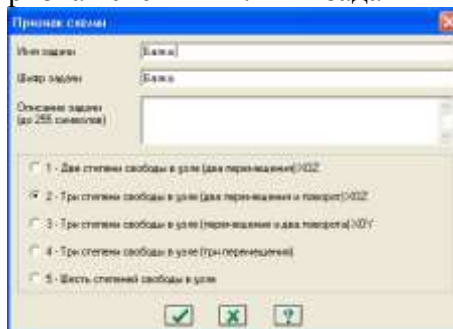 Признак схемы
Имя задачи Балка
Шифр задачи Балка
Описание задачи
(до 255 символов)
1 - Две степени свободы в узле (два перемещения) XOZ
2 - Три степени свободы в узле (два перемещения и поворот) XOZ
3 - Три степени свободы в узле (перемещение и два поворота) XOY
4 - Три степени свободы в узле (три перемещения)
5 - Шесть степеней свободы в узле